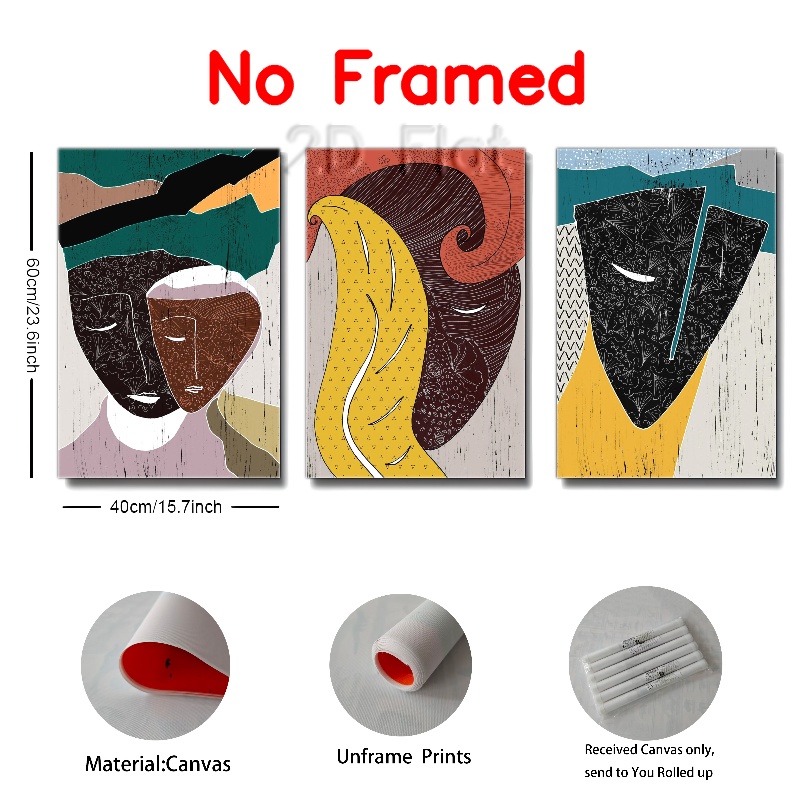 No Framed
2D Flat
60cm/23.6inch
40cm/15.7inch
Material:Canvas
Unframe Prints
Received Canvas only,
send to You Rolled up